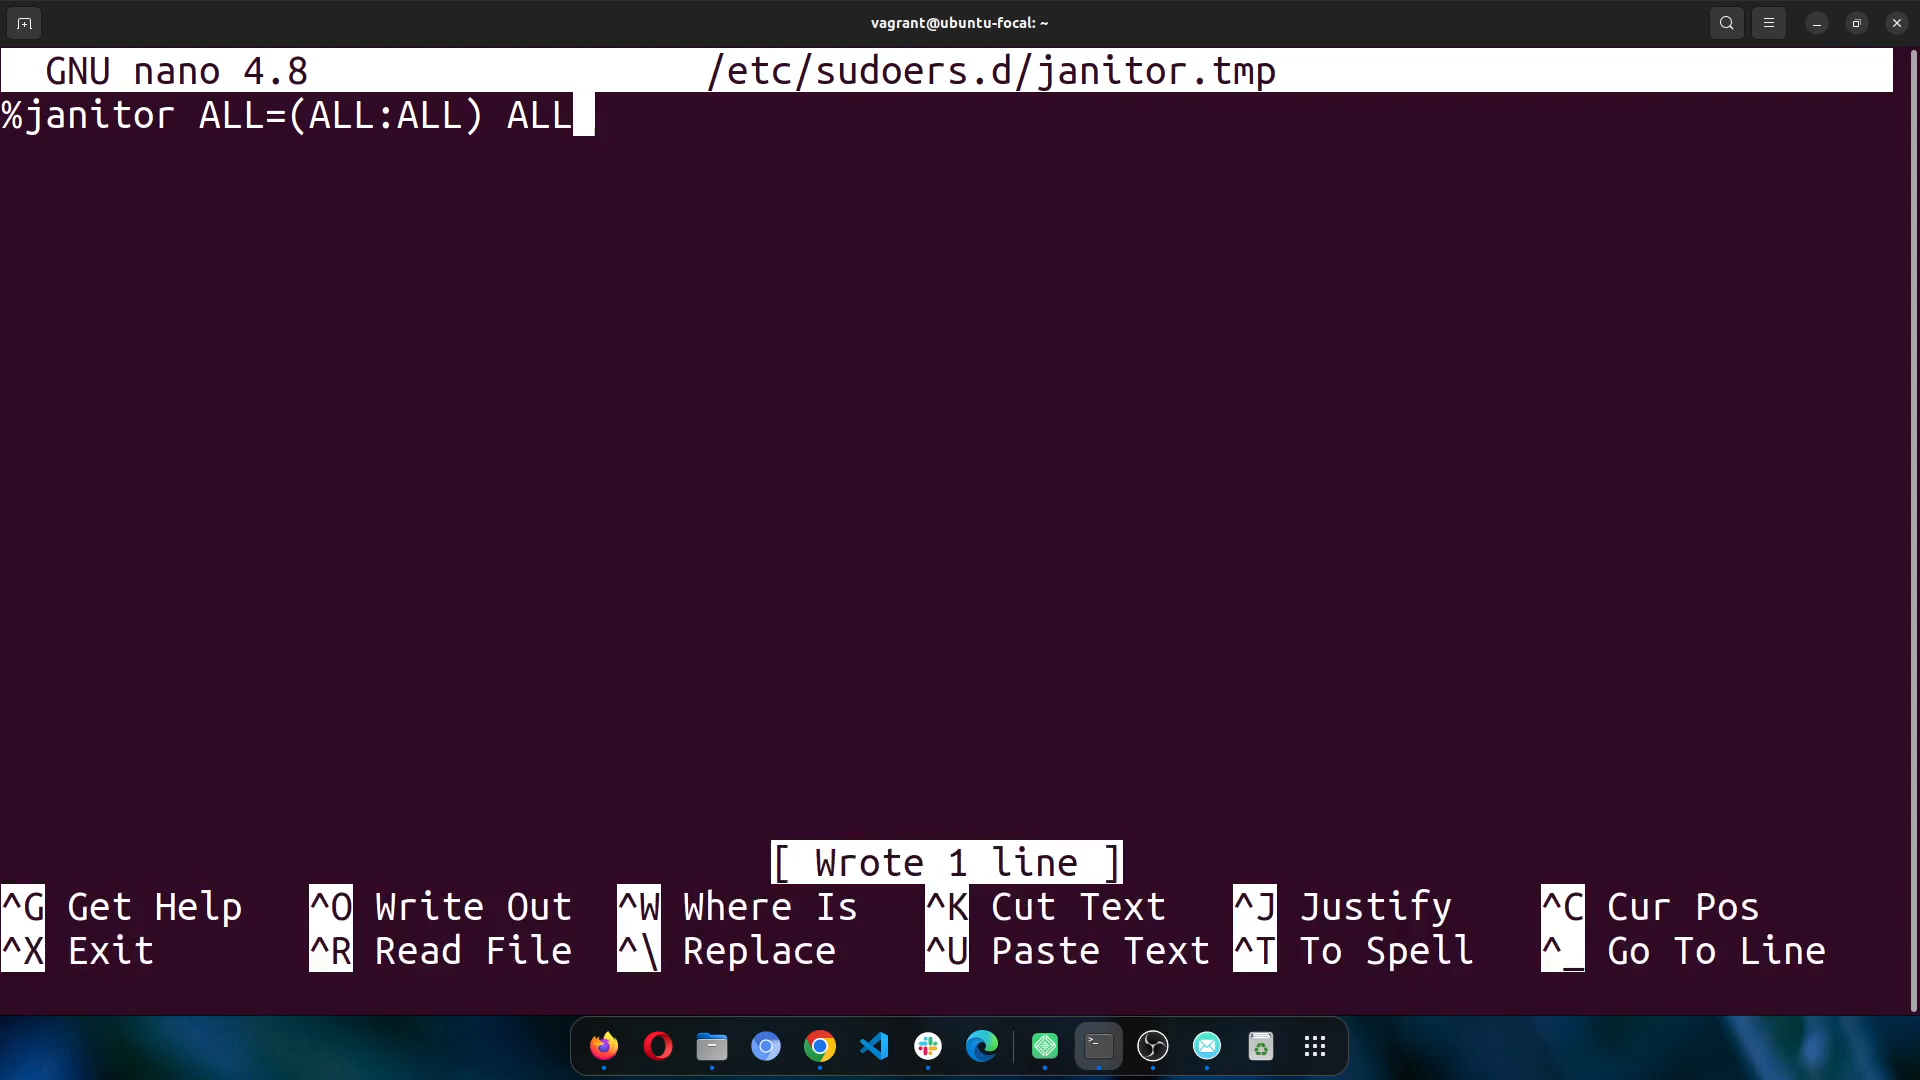 vagrant@ubuntu-focal: ~
GNU nano 4.8 /etc/sudoers.d/janitor.tmp
%janitor ALL=(ALL:ALL) ALL
[ Wrote 1 line ]
^G Get Help ^O Write Out ^W Where Is ^K Cut Text ^J Justify ^C Cur Pos
^X Exit ^R Read File ^\ Replace ^U Paste Text ^T To Spell ^_ Go To Line